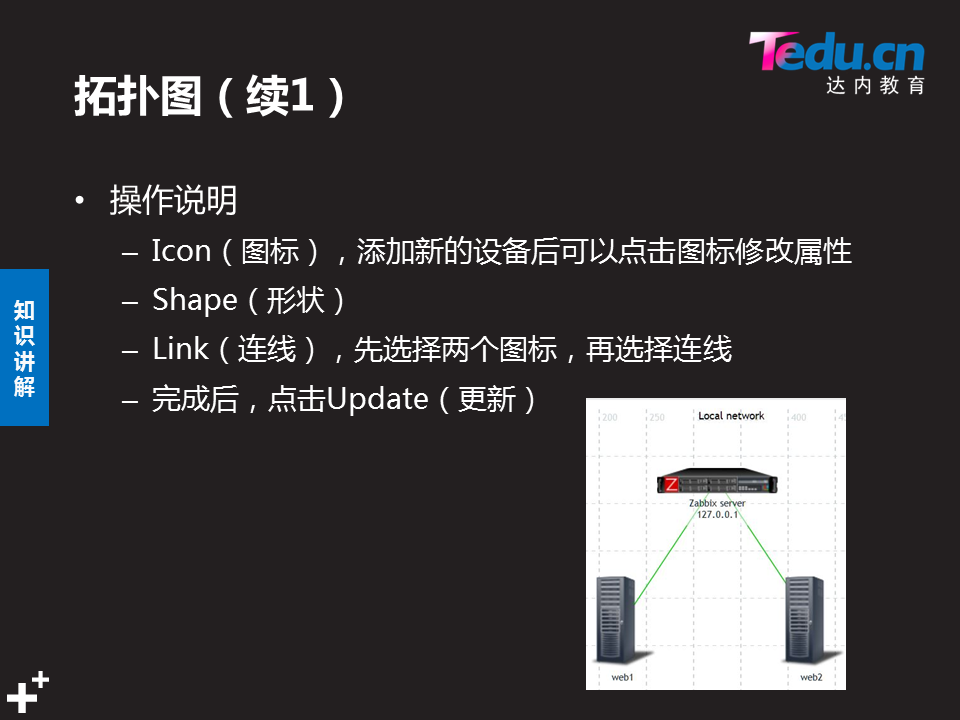 Tedu.cn
达内教育
拓扑图（续1）
• 操作说明
– Icon（图标），添加新的设备后可以点击图标修改属性
– Shape（形状）
– Link（连线），先选择两个图标，再选择连线
– 完成后，点击Update（更新）
知
识
讲
解
200 250 Local network 400 45
Z
Zabbix server
127.0.0.1
web1 web2